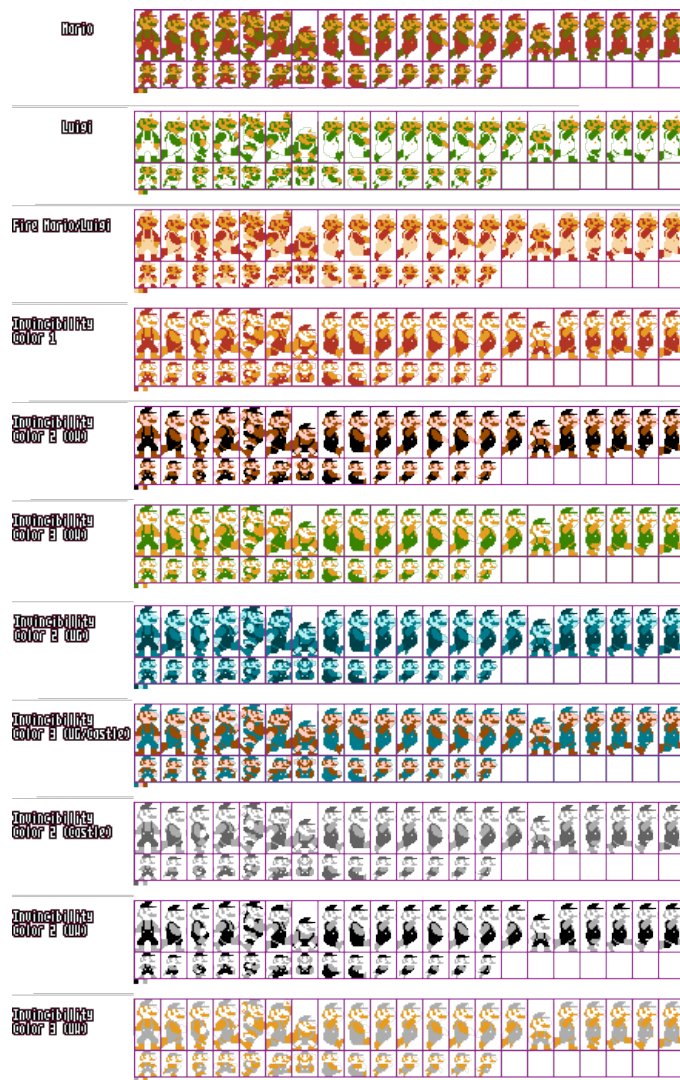 Mario
Luigi
Fire Mario/Luigi
Invincibility
Color 1
Invincibility
Color 2 (OW)
Invincibility
Color 3 (OW)
Invincibility
Color 2 (UG)
Invincibility
Color 3 (UG/Castle)
Invincibility
Color 2 (Castle)
Invincibility
Color 2 (UW)
Invincibility
Color 3 (UW)